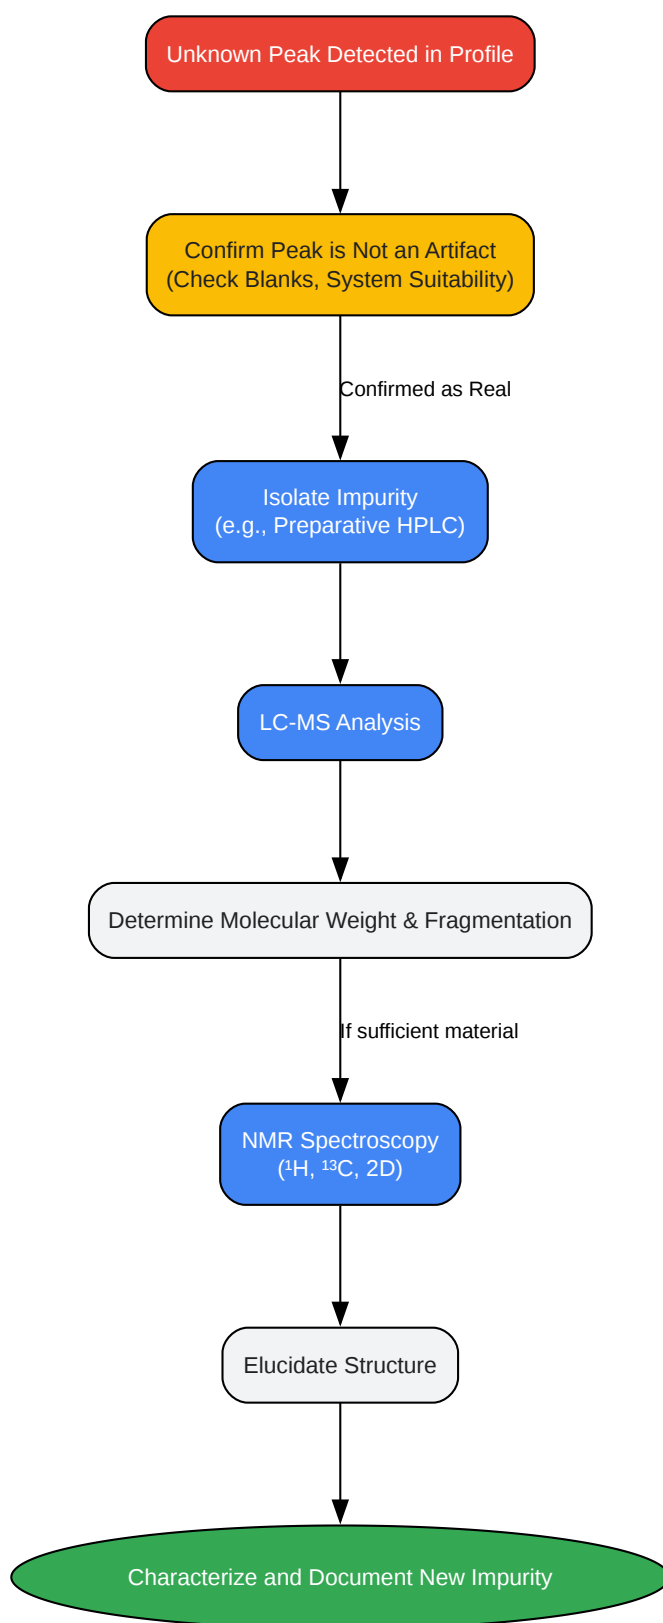 Unknown Peak Detected in Profile
Confirm Peak is Not an Artifact
(Check Blanks, System Suitability)
Confirmed as Real
Isolate Impurity
(e.g., Preparative HPLC)
LC-MS Analysis
Determine Molecular Weight & Fragmentation
If sufficient material
NMR Spectroscopy
(¹H, ¹³C, 2D)
Elucidate Structure
Characterize and Document New Impurity